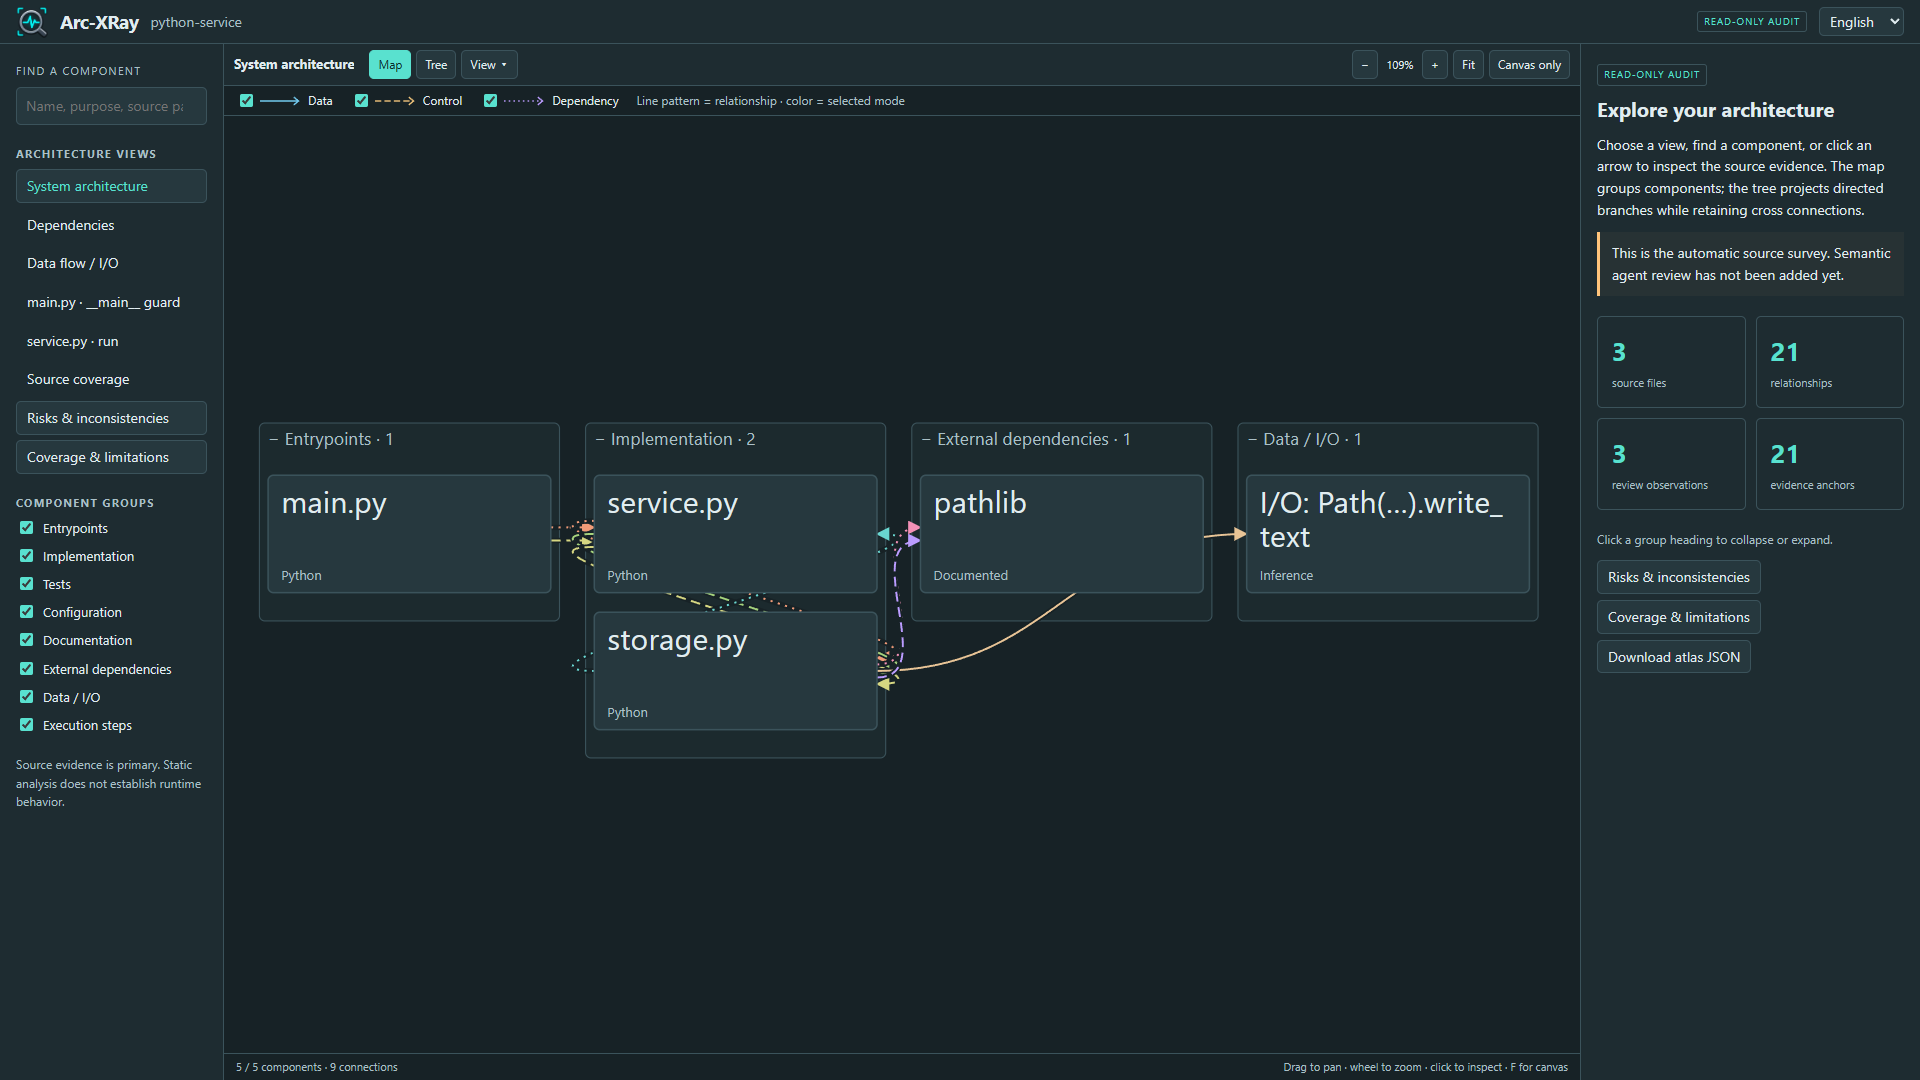 Arc-XRay python-service
READ-ONLY AUDIT
English
FIND A COMPONENT
Name, purpose, source pa
ARCHITECTURE VIEWS
System architecture
Dependencies
Data flow / I/O
main.py · __main__ guard
service.py · run
Source coverage
Risks & inconsistencies
Coverage & limitations
COMPONENT GROUPS
Entrypoints
Implementation
Tests
Configuration
Documentation
External dependencies
Data / I/O
Execution steps
Source evidence is primary. Static
analysis does not establish runtime
behavior.
System architecture
Map
Tree
View
−
109%
+
Fit
Canvas only
Data
Control
Dependency
Line pattern = relationship · color = selected mode
− Entrypoints · 1
main.py
Python
− Implementation · 2
service.py
Python
storage.py
Python
− External dependencies · 1
pathlib
Documented
− Data / I/O · 1
I/O: Path(...).write_
text
Inference
5 / 5 components · 9 connections
Drag to pan · wheel to zoom · click to inspect · F for canvas
READ-ONLY AUDIT
Explore your architecture
Choose a view, find a component, or click an
arrow to inspect the source evidence. The map
groups components; the tree projects directed
branches while retaining cross connections.
This is the automatic source survey. Semantic
agent review has not been added yet.
3
source files
21
relationships
3
review observations
21
evidence anchors
Click a group heading to collapse or expand.
Risks & inconsistencies
Coverage & limitations
Download atlas JSON